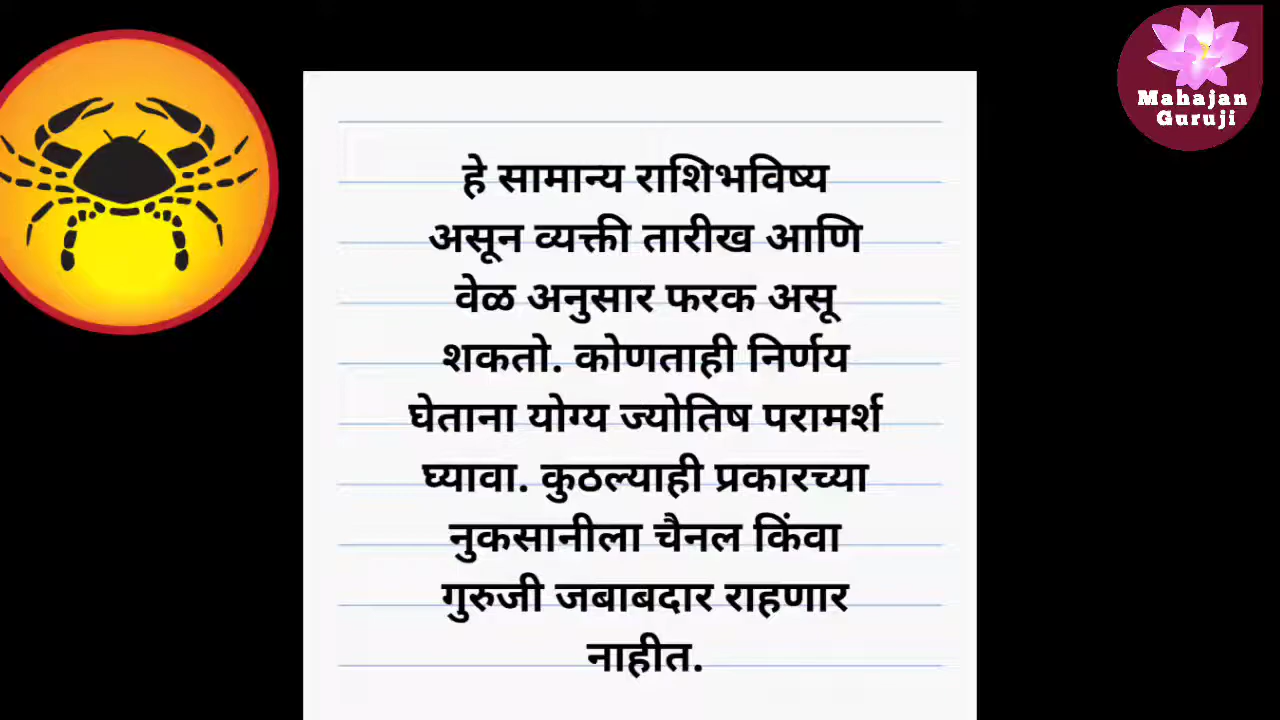 Mahajan
Guruji
हे सामान्य राशिभविष्य
असून व्यक्ती तारीख आणि
वेळ अनुसार फरक असू
शकतो. कोणताही निर्णय
घेताना योग्य ज्योतिष परामर्श
घ्यावा. कुठल्याही प्रकारच्या
नुकसानीला चैनल किंवा
गुरुजी जबाबदार राहणार
नाहीत.